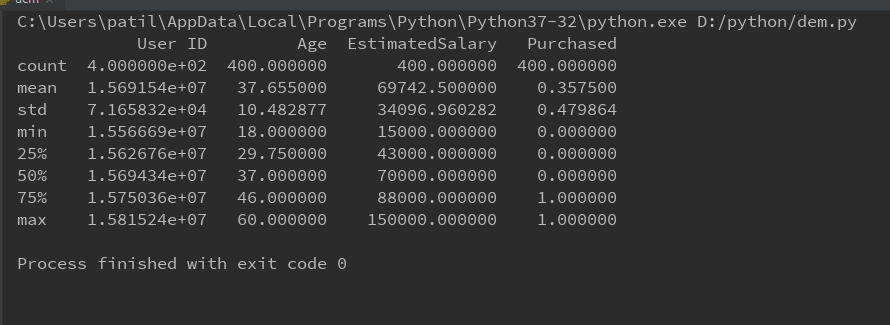 C:\Users\patil\AppData\Local\Programs\Python\Python37-32\python.exe D:/python/dem.py
User ID Age EstimatedSalary Purchased
count 4.000000e+02 400.000000 400.000000 400.000000
mean 1.569154e+07 37.655000 69742.500000 0.357500
std 7.165832e+04 10.482877 34096.960282 0.479864
min 1.556669e+07 18.000000 15000.000000 0.000000
25% 1.562676e+07 29.750000 43000.000000 0.000000
50% 1.569434e+07 37.000000 70000.000000 0.000000
75% 1.575036e+07 46.000000 88000.000000 1.000000
max 1.581524e+07 60.000000 150000.000000 1.000000
Process finished with exit code 0